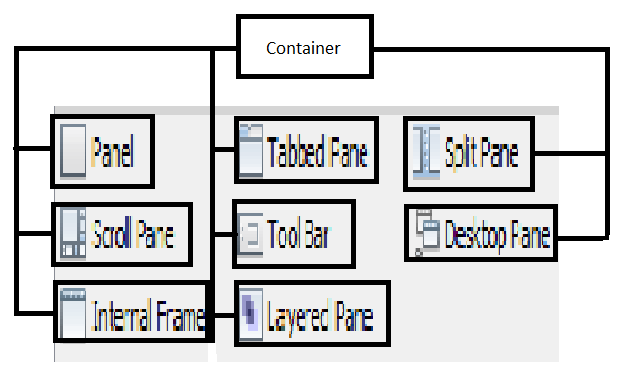 Container
Panel
Tabbed Pane
Split Pane
Scroll Pane
Tool Bar
Desktop Pane
Internal Frame
Layered Pane